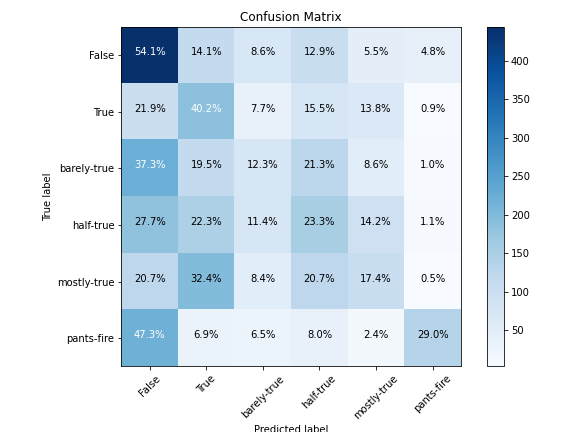 Confusion Matrix
False 54.1% 14.1% 8.6% 12.9% 5.5% 4.8%
True 21.9% 40.2% 7.7% 15.5% 13.8% 0.9%
barely-true 37.3% 19.5% 12.3% 21.3% 8.6% 1.0%
half-true 27.7% 22.3% 11.4% 23.3% 14.2% 1.1%
mostly-true 20.7% 32.4% 8.4% 20.7% 17.4% 0.5%
pants-fire 47.3% 6.9% 6.5% 8.0% 2.4% 29.0%
False True barely-true half-true mostly-true pants-fire
True label
Predicted label
400
350
300
250
200
150
100
50